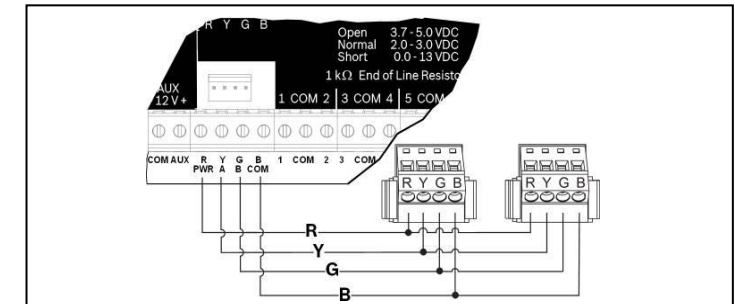 R Y G B
Open 3.7 - 5.0 VDC
Normal 2.0 - 3.0 VDC
Short 0.0 - 13 VDC
1 kΩ End of Line
AUX
12 V +
1 COM 2 3 COM 4 5 COM
COM AUX R Y G B 1 COM 2 3 COM
PWR A B COM
R Y G B
R Y G B
R
Y
G
B